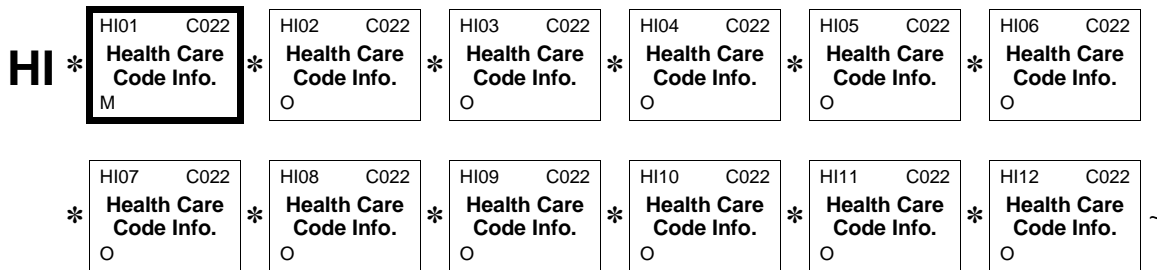 HI01 C022 HI02 C022 HI03 C022 HI04 C022 HI05 C022 HI06 C022
HI * Health Care * Health Care * Health Care * Health Care * Health Care * Health Care
Code Info. Code Info. Code Info. Code Info. Code Info. Code Info.
M O O O O O
HI07 C022 HI08 C022 HI09 C022 HI10 C022 HI11 C022 HI12 C022
* Health Care * Health Care * Health Care * Health Care * Health Care * Health Care ~
Code Info. Code Info. Code Info. Code Info. Code Info. Code Info.
O O O O O O